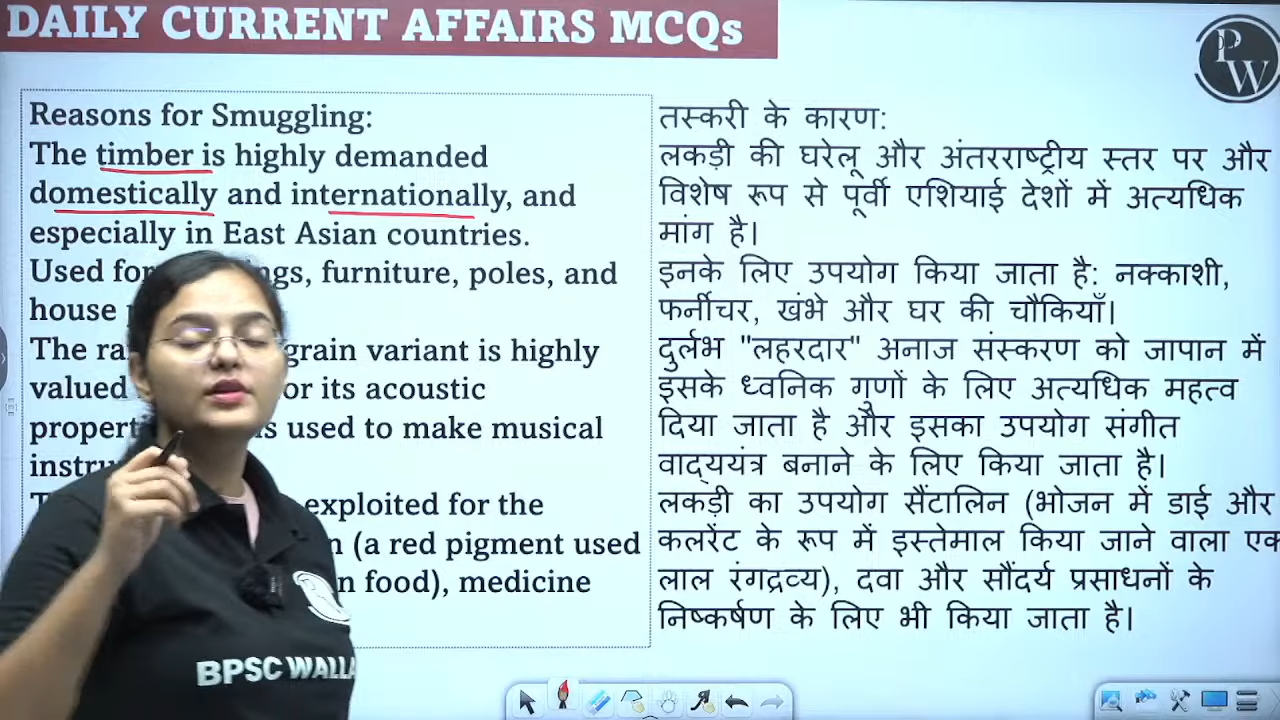 DAILY CURRENT AFFAIRS MCQs
PW
Reasons for Smuggling:
The timber is highly demanded
domestically and internationally, and
especially in East Asian countries.
Used for ngs, furniture, poles, and
house
The ra grain variant is highly
valued or its acoustic
propert s used to make musical
instru
exploited for the
n (a red pigment used
n food), medicine
तस्करी के कारण:
लकड़ी की घरेलू और अंतरराष्ट्रीय स्तर पर और
विशेष रूप से पूर्वी एशियाई देशों में अत्यधिक
मांग है।
इनके लिए उपयोग किया जाता है: नक्काशी,
फर्नीचर, खंभे और घर की चौकियाँ।
दुर्लभ "लहरदार" अनाज संस्करण को जापान में
इसके ध्वनिक गुणों के लिए अत्यधिक महत्व
दिया जाता है और इसका उपयोग संगीत
वाद्ययंत्र बनाने के लिए किया जाता है।
लकड़ी का उपयोग सैंटालिन (भोजन में डाई और
कलरेंट के रूप में इस्तेमाल किया जाने वाला एक
लाल रंगद्रव्य), दवा और सौंदर्य प्रसाधनों के
निष्कर्षण के लिए भी किया जाता है।
BPSC WALLA